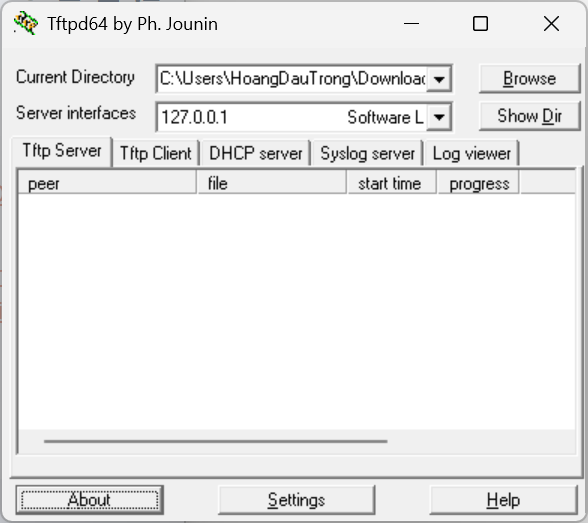 Tftpd64 by Ph. Jounin
Current Directory C:\Users\HoangDauTrong\Downloac Browse
Server interfaces 127.0.0.1 Software L Show Dir
Tftp Server Tftp Client DHCP server Syslog server Log viewer
peer file start time progress
About Settings Help